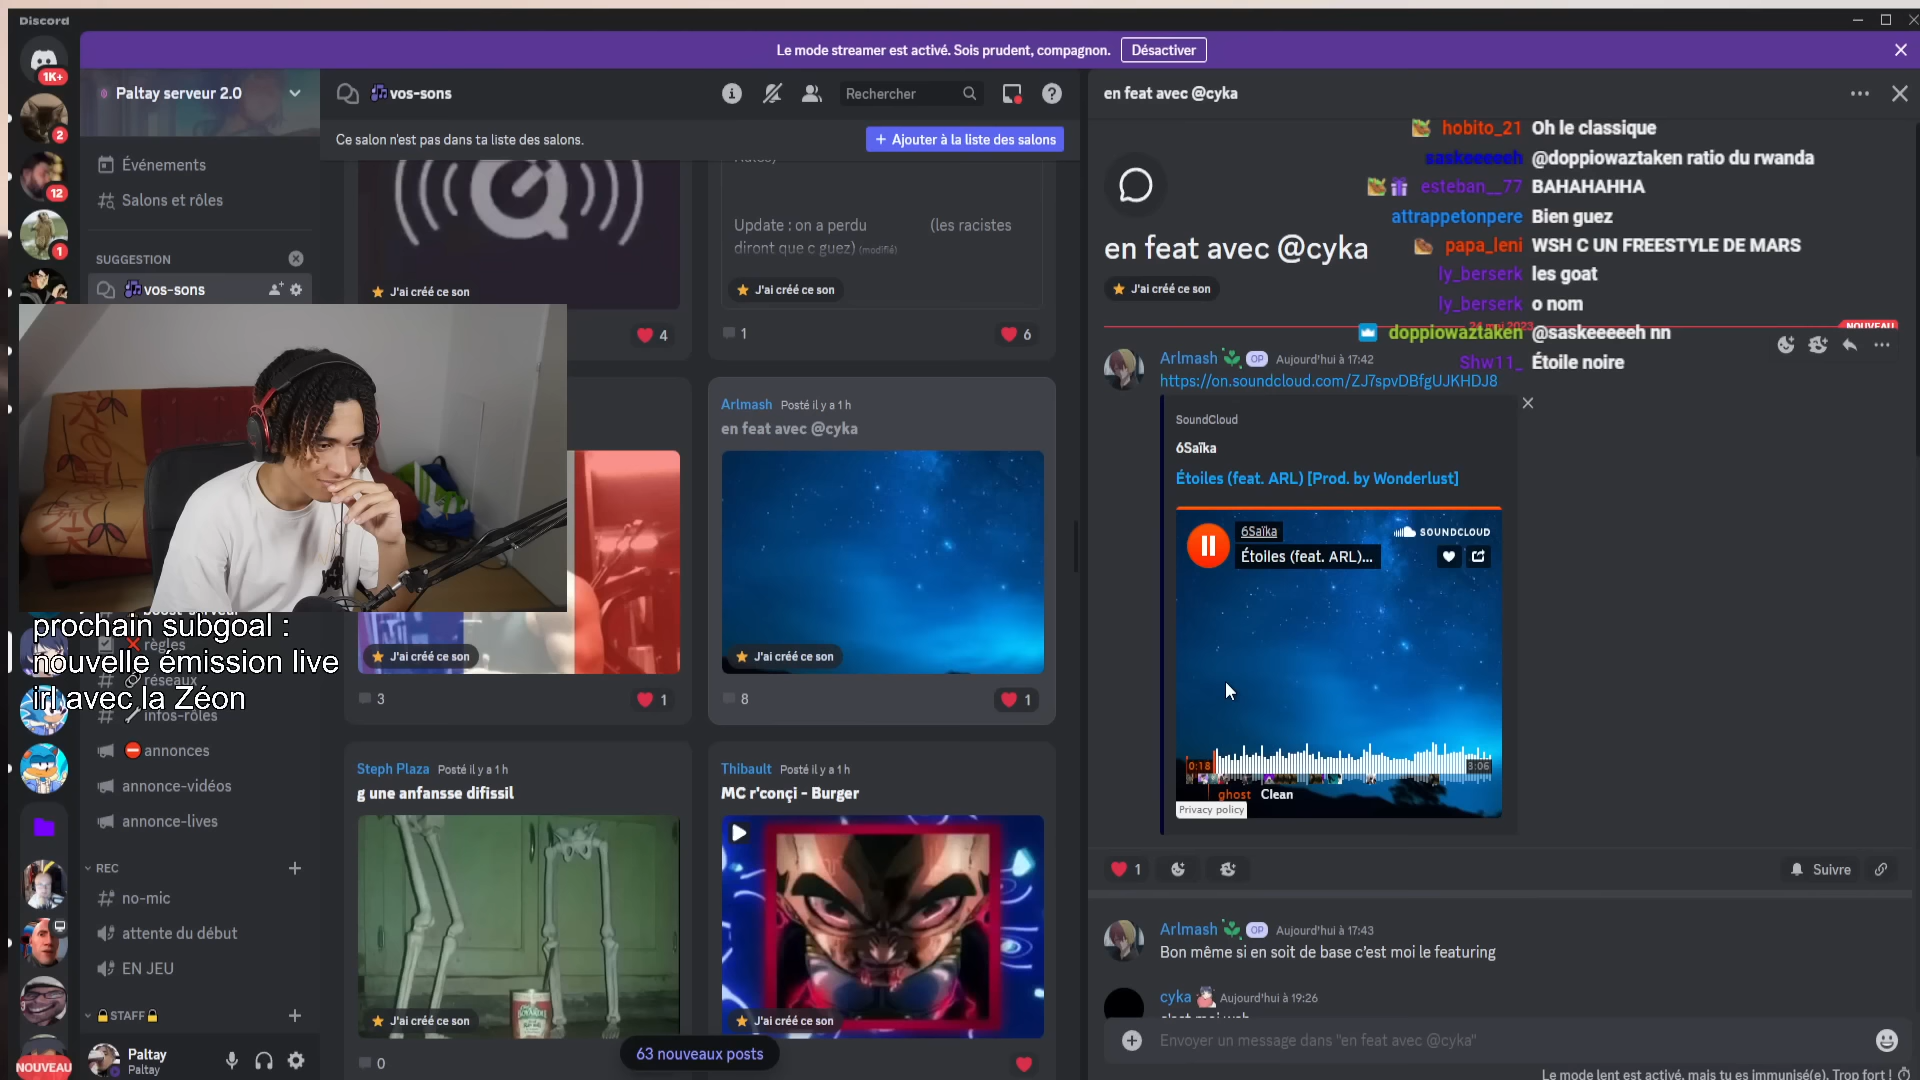 Discord
Le mode streamer est activé. Sois prudent, compagnon.
Désactiver
1K+
2
12
1
NOUVEAU
Paltay serveur 2.0
Événements
Salons et rôles
SUGGESTION
vos-sons
règles
réseaux
infos-rôles
annonces
annonce-vidéos
annonce-lives
REC
no-mic
attente du début
EN JEU
STAFF
Paltay
Paltay
prochain subgoal :
nouvelle émission live
irl avec la Zéon
vos-sons
Rechercher
Ce salon n'est pas dans ta liste des salons.
+ Ajouter à la liste des salons
J'ai créé ce son
4
Update : on a perdu (les racistes
diront que c guez) (modifié)
J'ai créé ce son
1
6
J'ai créé ce son
3
1
Arlmash Posté il y a 1 h
en feat avec @cyka
J'ai créé ce son
8
1
Steph Plaza Posté il y a 1 h
g une anfansse difissil
J'ai créé ce son
0
Thibault Posté il y a 1 h
MC r'conçi - Burger
J'ai créé ce son
63 nouveaux posts
en feat avec @cyka
hobito_21 Oh le classique
saskeeeeeh @doppiowaztaken ratio du rwanda
esteban__77 BAHAHAHHA
attrappetonpere Bien guez
papa_leni WSH C UN FREESTYLE DE MARS
ly_berserk les goat
ly_berserk o nom
doppiowaztaken @saskeeeeeh nn
Shw11_ Étoile noire
en feat avec @cyka
J'ai créé ce son
NOUVEAU
Arlmash OP Aujourd'hui à 17:42
https://on.soundcloud.com/ZJ7spvDBfgUJKHDJ8
SoundCloud
6Saïka
Étoiles (feat. ARL) [Prod. by Wonderlust]
6Saïka
Étoiles (feat. ARL)...
SOUNDCLOUD
0:18
3:06
ghost Clean
Privacy policy
1
Suivre
Arlmash OP Aujourd'hui à 17:43
Bon même si en soit de base c'est moi le featuring
cyka Aujourd'hui à 19:26
Envoyer un message dans "en feat avec @cyka"
Le mode lent est activé, mais tu es immunisé(e). Trop fort !